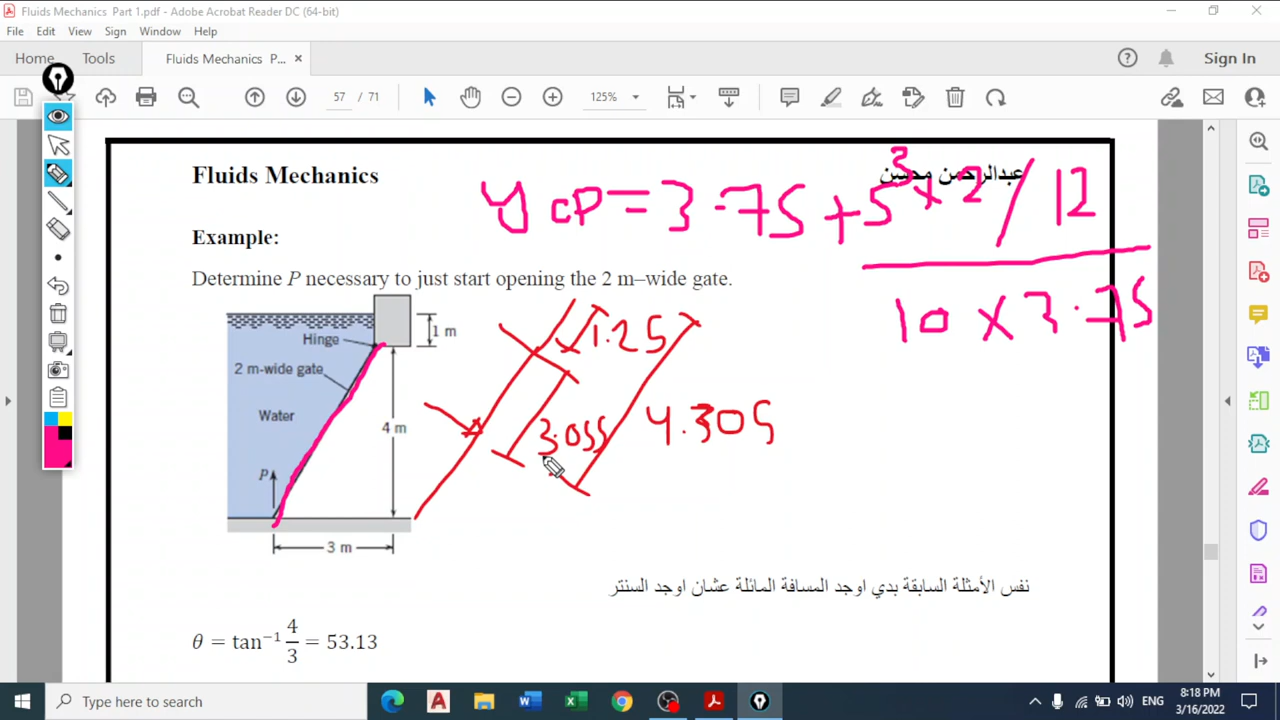 Fluids Mechanics Part 1.pdf - Adobe Acrobat Reader DC (64-bit)
File Edit View Sign Window Help
Home Tools Fluids Mechanics P... × Sign In
57 / 71 125%
Fluids Mechanics
عبدالرحمن محسن
ycp = 3.75 + 5³ × 2 / 12
10 × 3.75
Example:
Determine P necessary to just start opening the 2 m–wide gate.
Hinge
1 m
2 m-wide gate
Water
4 m
P
3 m
1.25
3.055
4.305
نفس الأمثلة السابقة بدي اوجد المسافة المائلة عشان اوجد السنتر
θ = tan⁻¹ 4/3 = 53.13
Type here to search
ENG
8:18 PM
3/16/2022